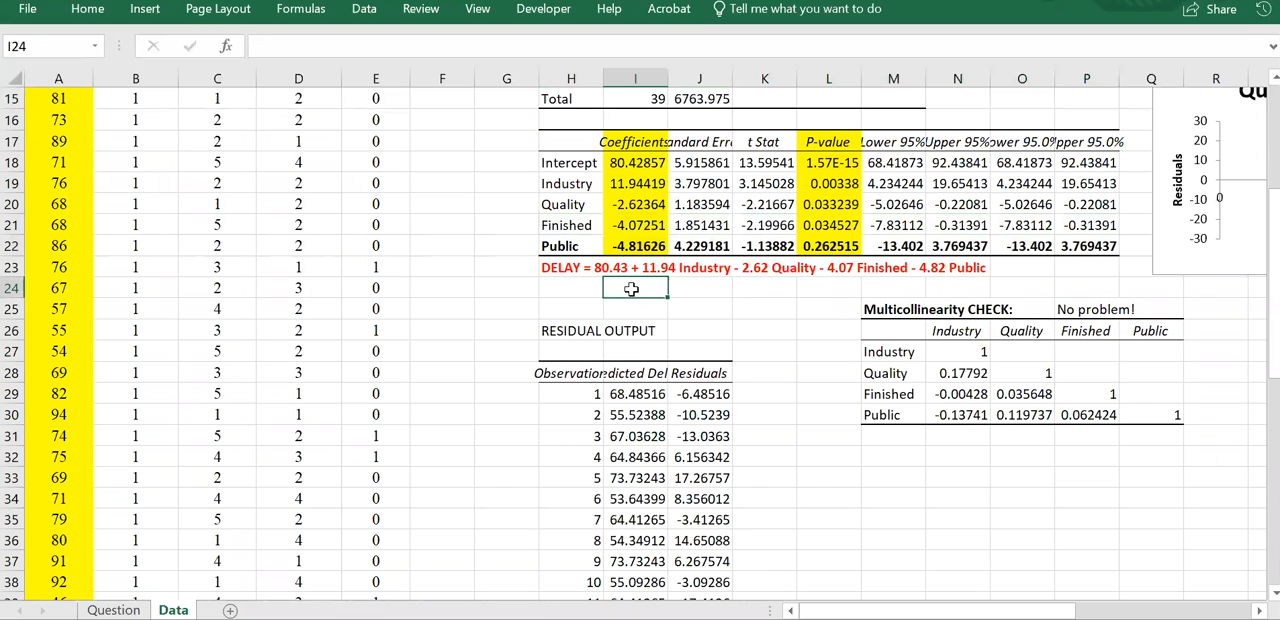 File Home Insert Page Layout Formulas Data Review View Developer Help Acrobat Tell me what you want to do Share
I24 fx
A B C D E F G H I J K L M N O P Q R
15 81 1 1 2 0 Total 39 6763.975 Qu
16 73 1 2 2 0 30
17 89 1 2 1 0 Coefficients andard Erro t Stat P-value Lower 95% Upper 95% ower 95.0% pper 95.0% 20
18 71 1 5 4 0 Intercept 80.42857 5.915861 13.59541 1.57E-15 68.41873 92.43841 68.41873 92.43841 10
19 76 1 2 2 0 Industry 11.94419 3.797801 3.145028 0.00338 4.234244 19.65413 4.234244 19.65413 0
20 68 1 1 2 0 Quality -2.62364 1.183594 -2.21667 0.033239 -5.02646 -0.22081 -5.02646 -0.22081 -10 0
21 68 1 5 2 0 Finished -4.07251 1.851431 -2.19966 0.034527 -7.83112 -0.31391 -7.83112 -0.31391 -20
22 86 1 2 2 0 Public -4.81626 4.229181 -1.13882 0.262515 -13.402 3.769437 -13.402 3.769437 -30
Residuals
23 76 1 3 1 1 DELAY = 80.43 + 11.94 Industry - 2.62 Quality - 4.07 Finished - 4.82 Public
24 67 1 2 3 0
25 57 1 4 2 0 Multicollinearity CHECK: No problem!
26 55 1 3 2 1 RESIDUAL OUTPUT Industry Quality Finished Public
27 54 1 5 2 0 Industry 1
28 69 1 3 3 0 Observation dicted Del Residuals Quality 0.17792 1
29 82 1 5 1 0 1 68.48516 -6.48516 Finished -0.00428 0.035648 1
30 94 1 1 1 0 2 55.52388 -10.5239 Public -0.13741 0.119737 0.062424 1
31 74 1 5 2 1 3 67.03628 -13.0363
32 75 1 4 3 1 4 64.84366 6.156342
33 69 1 2 2 0 5 73.73243 17.26757
34 71 1 4 4 0 6 53.64399 8.356012
35 79 1 5 2 0 7 64.41265 -3.41265
36 80 1 1 4 0 8 54.34912 14.65088
37 91 1 4 1 0 9 73.73243 6.267574
38 92 1 1 4 0 10 55.09286 -3.09286
Question Data